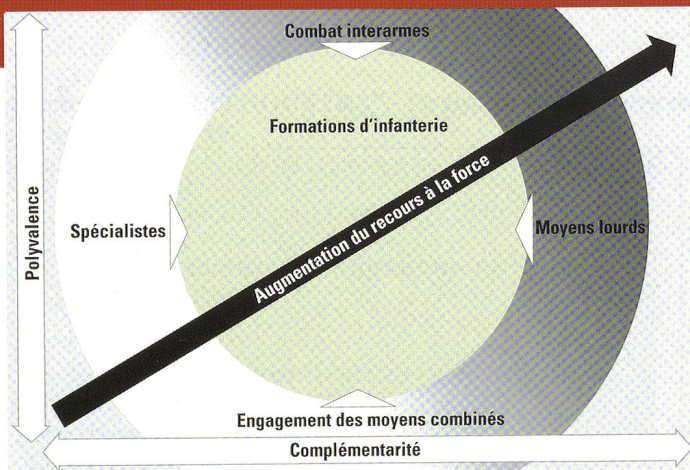 Combat interarmes
Formations d'infanterie
Polyvalence
Spécialistes
Augmentation du recours à la force
Moyens lourds
Engagement des moyens combinés
Complémentarité